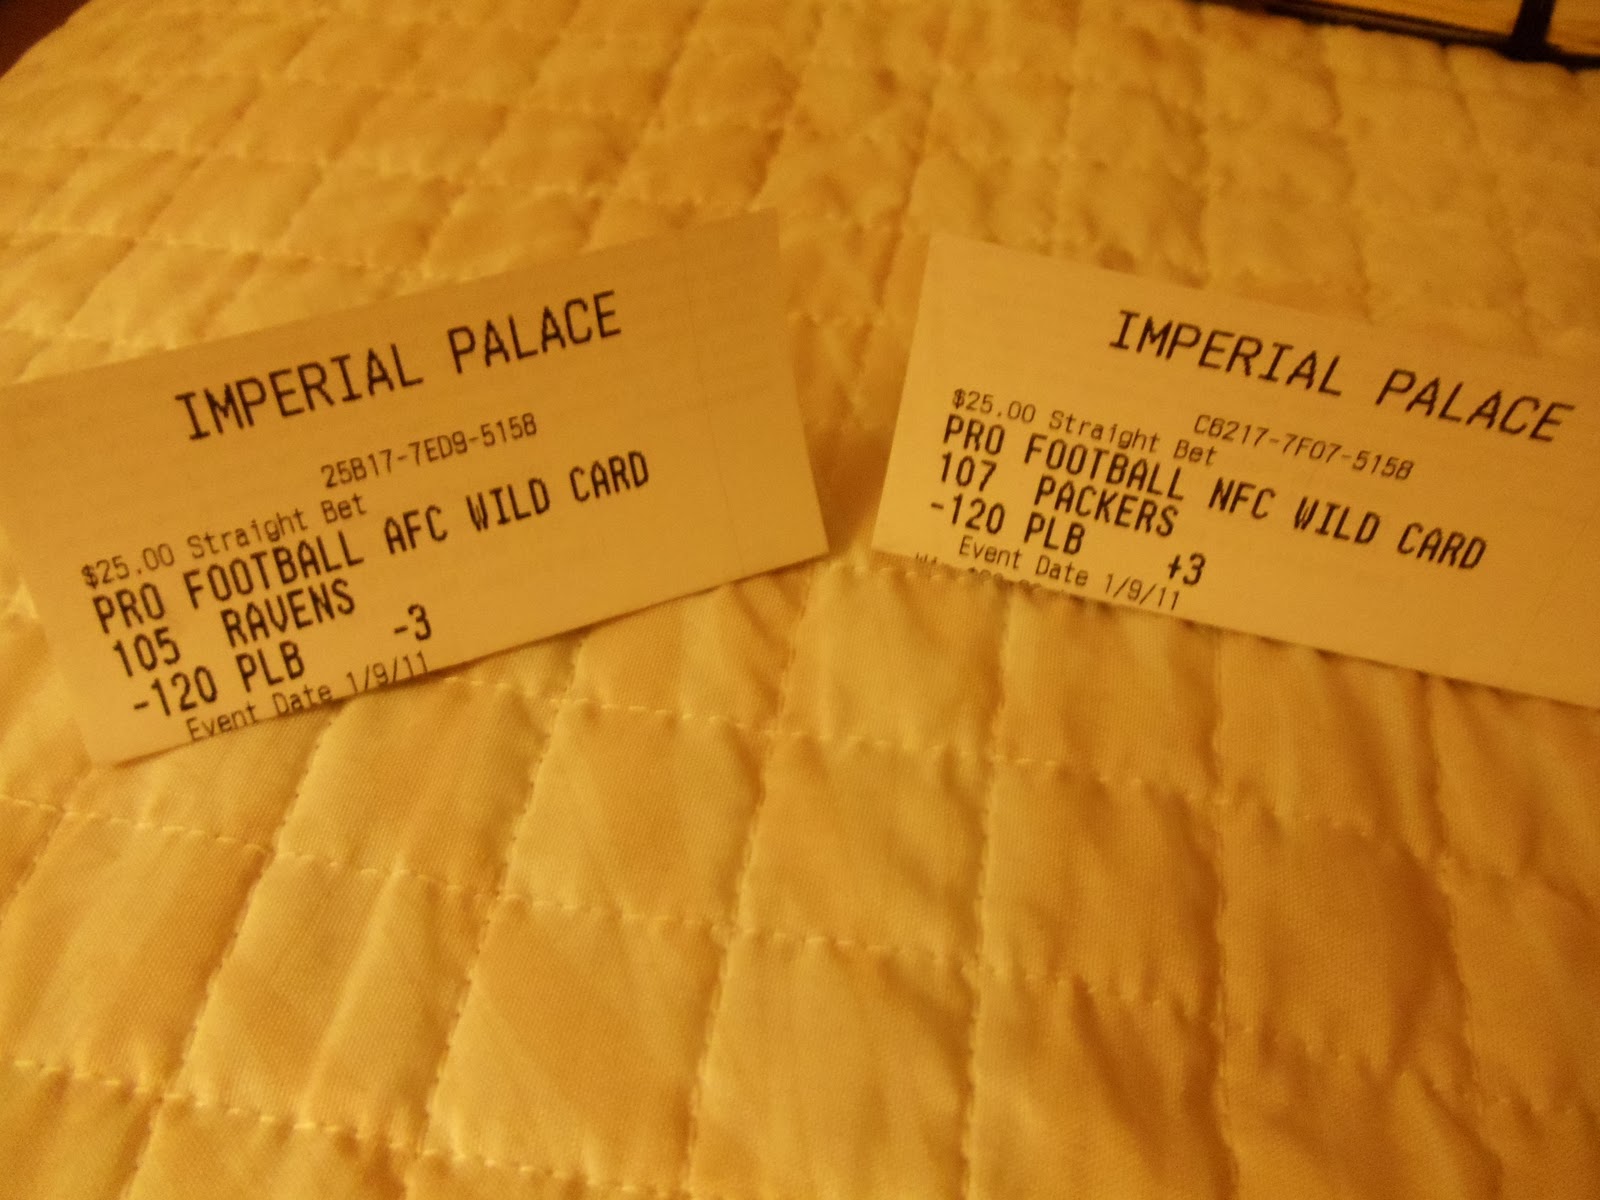 IMPERIAL PALACE
25B17-7ED9-515B
$25.00 Straight Bet
PRO FOOTBALL AFC WILD CARD
105 RAVENS
-120 PLB -3
Event Date 1/9/11
IMPERIAL PALACE
C6217-7F07-515B
$25.00 Straight Bet
PRO FOOTBALL NFC WILD CARD
107 PACKERS
-120 PLB +3
Event Date 1/9/11